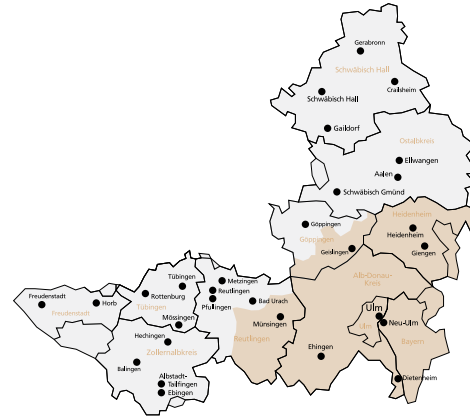 Gerabronn
Schwäbisch Hall
Crailsheim
Schwäbisch Hall
Gaildorf
Ostalbkreis
Ellwangen
Aalen
Schwäbisch Gmünd
Heidenheim
Göppingen
Heidenheim
Göppingen
Geislingen
Giengen
Alb-Donau-
Kreis
Metzingen
Tübingen
Reutlingen
Rottenburg
Freudenstadt
Horb
Pfullingen
Bad Urach
Tübingen
Freudenstadt
Mössingen
Münsingen
Ulm
Ulm
Neu-Ulm
Hechingen
Reutlingen
Bayern
Zollernalbkreis
Ehingen
Balingen
Albstadt-
Tailfingen
Ebingen
Dietenheim